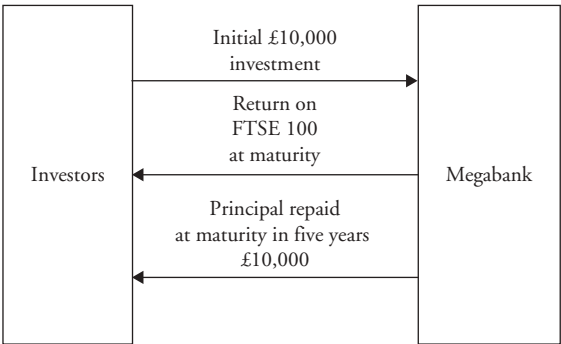 Initial £10,000
investment
Return on
FTSE 100
at maturity
Investors
Megabank
Principal repaid
at maturity in five years
£10,000